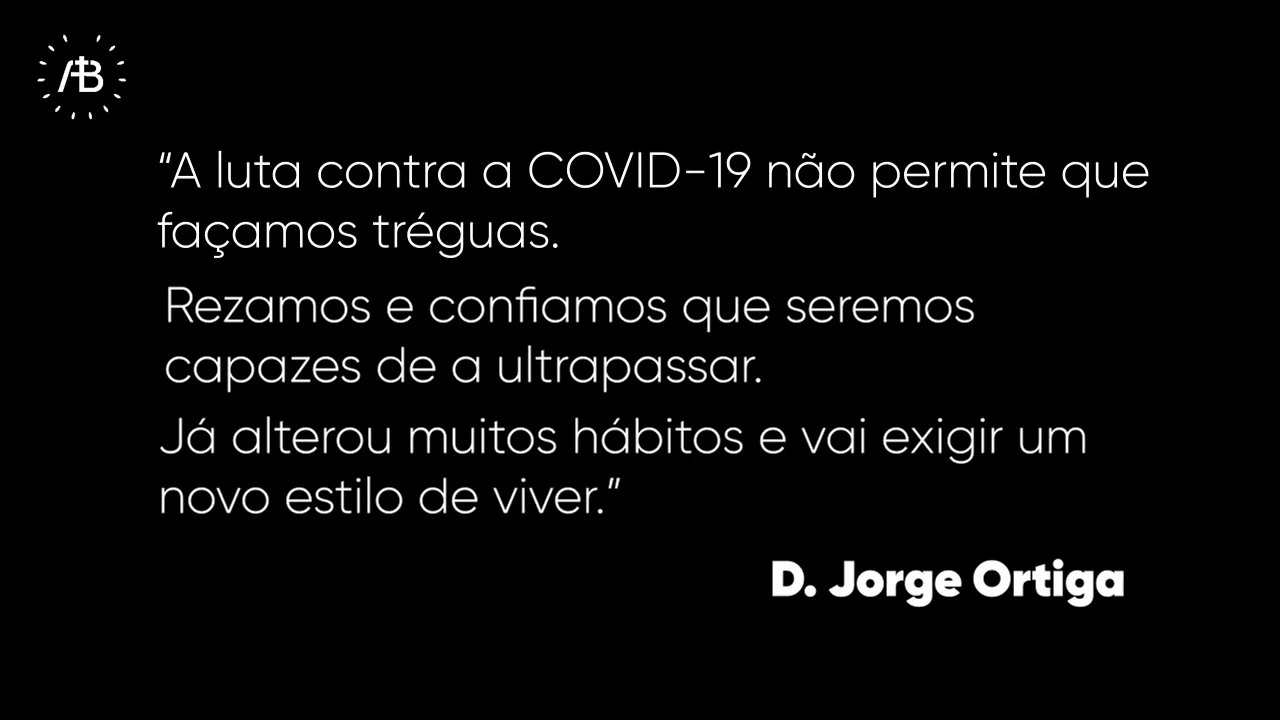 AB
“A luta contra a COVID-19 não permite que
façamos tréguas.
Rezamos e confiamos que seremos
capazes de a ultrapassar.
Já alterou muitos hábitos e vai exigir um
novo estilo de viver.”
D. Jorge Ortiga